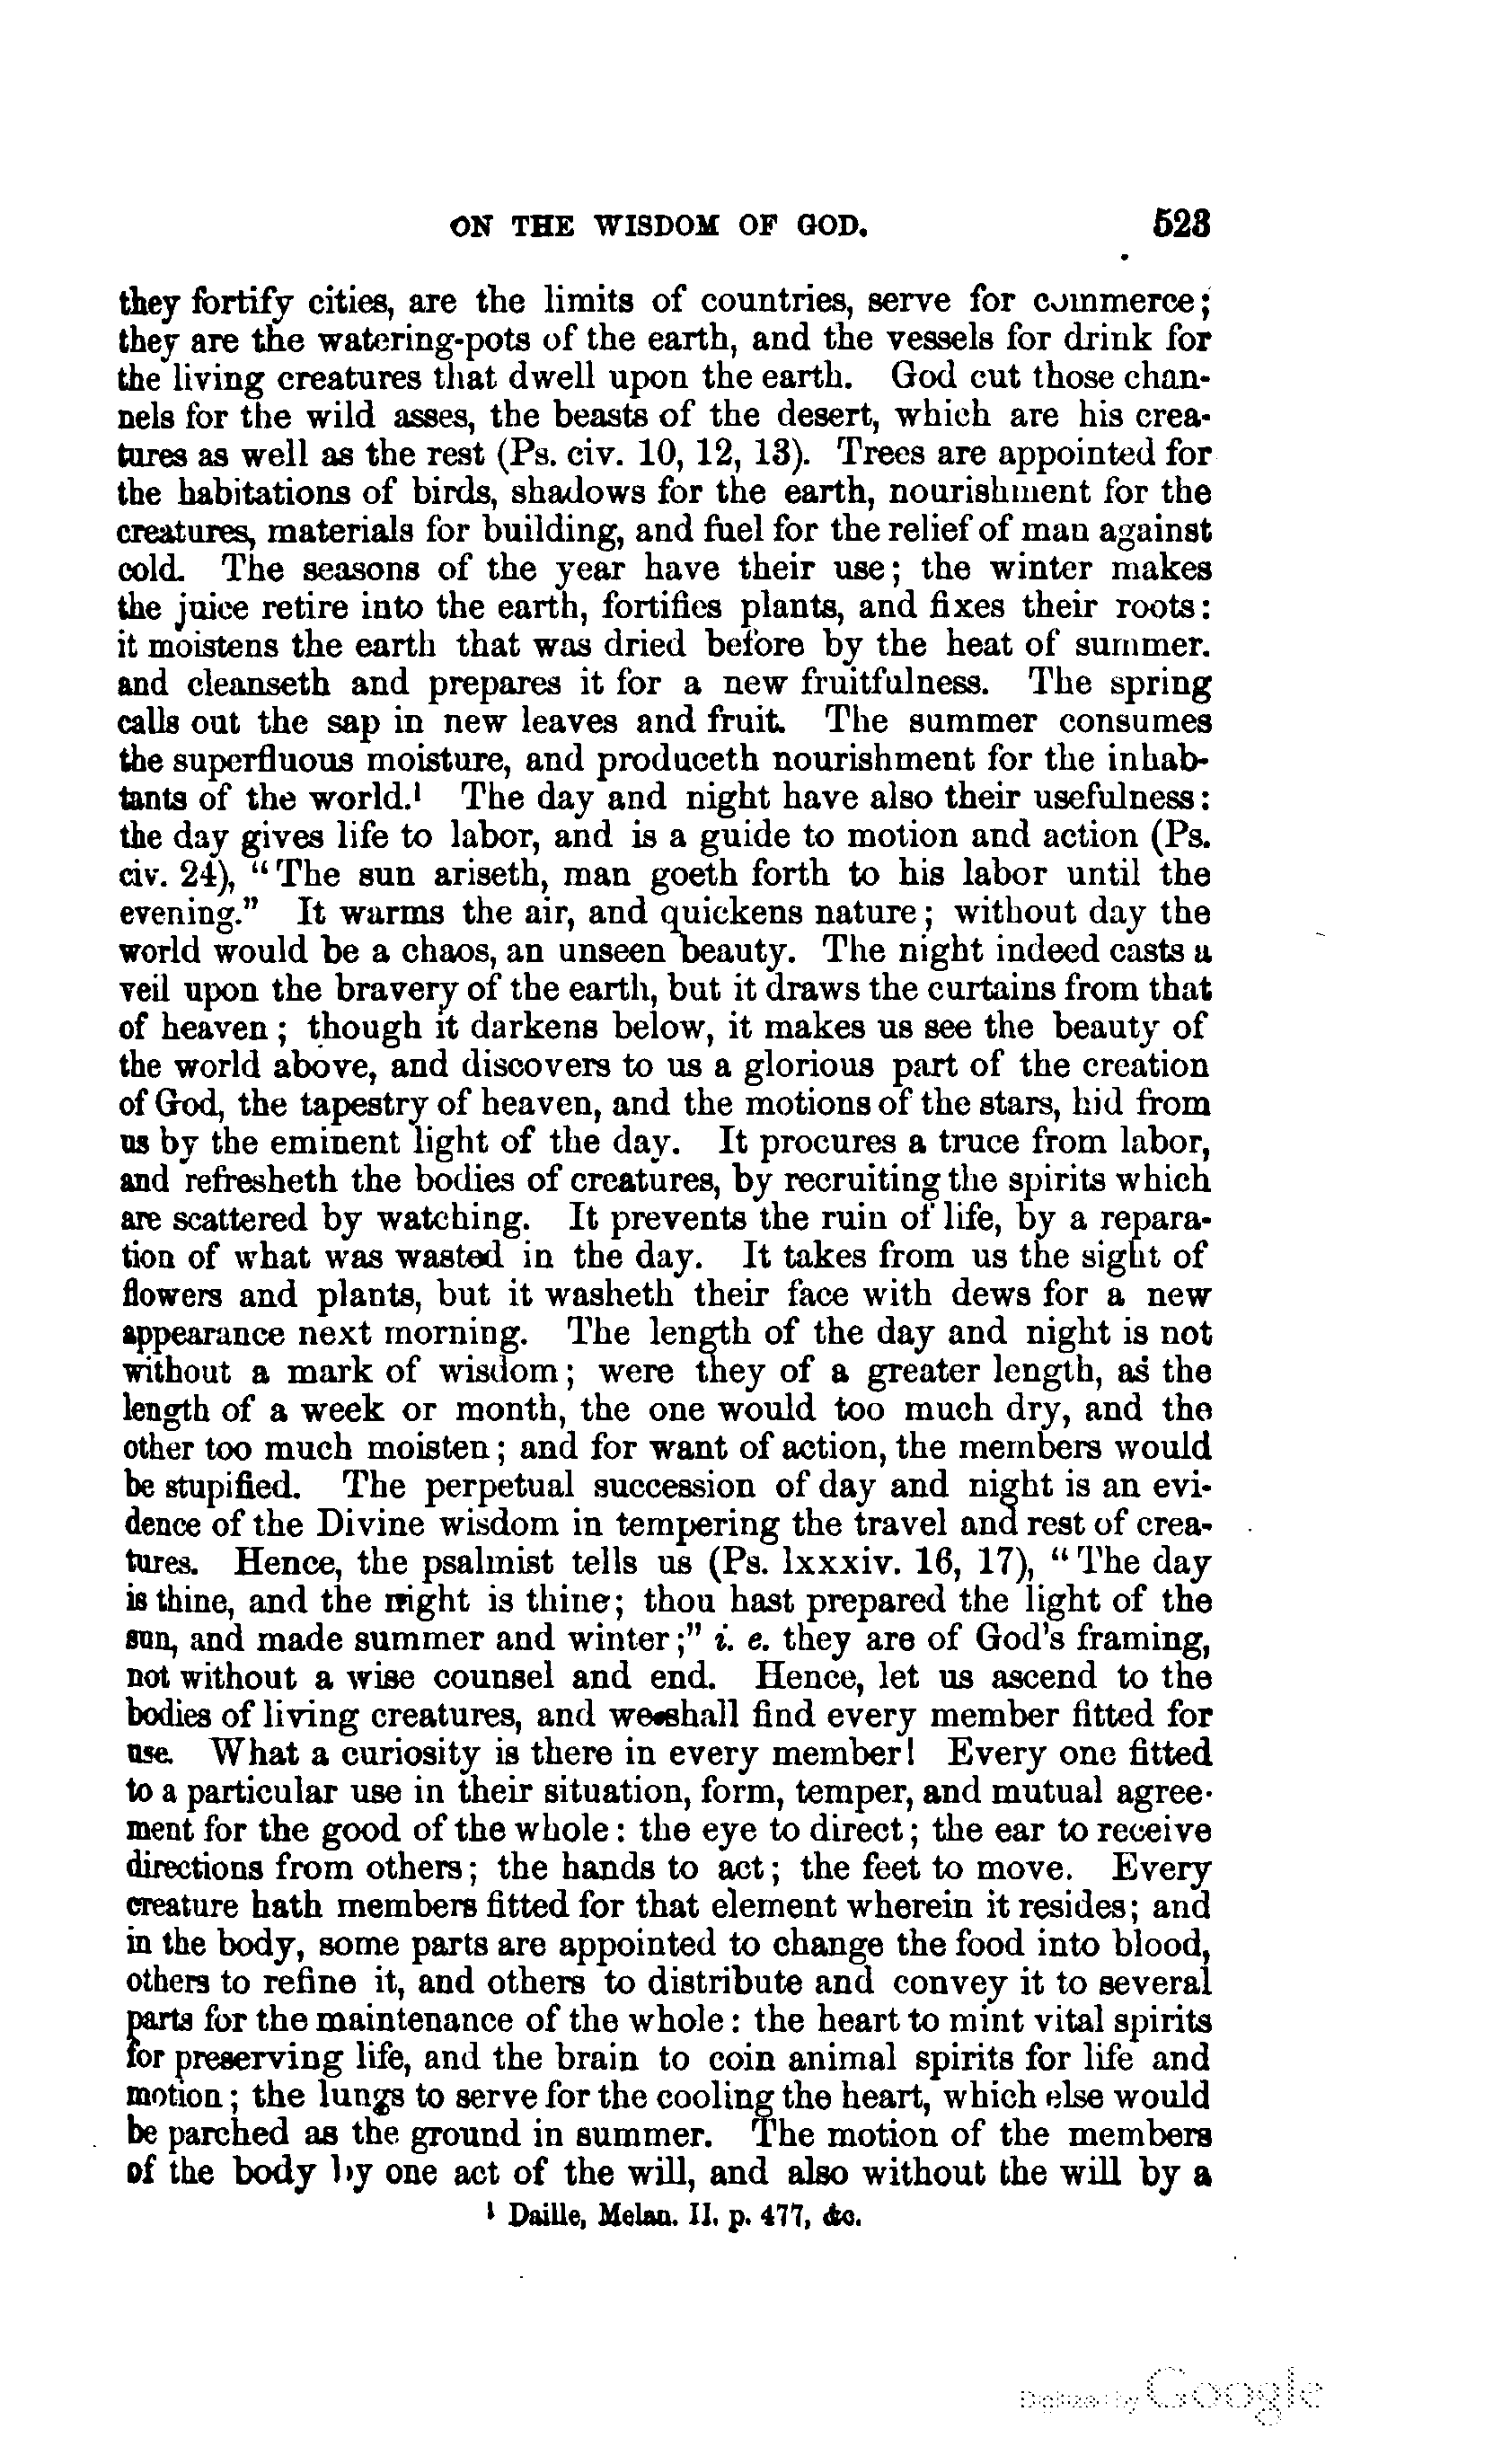 ON THE WISDOM OF GOD. 523
they fortify cities, are the limits of countries, serve for commerce;
they are the watering-pots of the earth, and the vessels for drink for
the living creatures that dwell upon the earth. God cut those chan-
nels for the wild asses, the beasts of the desert, which are his crea-
tures as well as the rest (Ps. civ. 10, 12, 13). Trees are appointed for
the habitations of birds, shadows for the earth, nourishment for the
creatures, materials for building, and fuel for the relief of man against
cold. The seasons of the year have their use; the winter makes
the juice retire into the earth, fortifies plants, and fixes their roots:
it moistens the earth that was dried before by the heat of summer.
and cleanseth and prepares it for a new fruitfulness. The spring
calls out the sap in new leaves and fruit. The summer consumes
the superfluous moisture, and produceth nourishment for the inhab-
tants of the world.¹ The day and night have also their usefulness:
the day gives life to labor, and is a guide to motion and action (Ps.
civ. 24), "The sun ariseth, man goeth forth to his labor until the
evening." It warms the air, and quickens nature; without day the
world would be a chaos, an unseen beauty. The night indeed casts a
veil upon the bravery of the earth, but it draws the curtains from that
of heaven; though it darkens below, it makes us see the beauty of
the world above, and discovers to us a glorious part of the creation
of God, the tapestry of heaven, and the motions of the stars, hid from
us by the eminent light of the day. It procures a truce from labor,
and refresheth the bodies of creatures, by recruiting the spirits which
are scattered by watching. It prevents the ruin of life, by a repara-
tion of what was wasted in the day. It takes from us the sight of
flowers and plants, but it washeth their face with dews for a new
appearance next morning. The length of the day and night is not
without a mark of wisdom; were they of a greater length, as the
length of a week or month, the one would too much dry, and the
other too much moisten; and for want of action, the members would
be stupified. The perpetual succession of day and night is an evi-
dence of the Divine wisdom in tempering the travel and rest of crea-
tures. Hence, the psalmist tells us (Ps. lxxxiv. 16, 17), "The day
is thine, and the night is thine; thou hast prepared the light of the
sun, and made summer and winter;" i. e. they are of God's framing,
not without a wise counsel and end. Hence, let us ascend to the
bodies of living creatures, and we shall find every member fitted for
use. What a curiosity is there in every member! Every one fitted
to a particular use in their situation, form, temper, and mutual agree-
ment for the good of the whole: the eye to direct; the ear to receive
directions from others; the hands to act; the feet to move. Every
creature hath members fitted for that element wherein it resides; and
in the body, some parts are appointed to change the food into blood,
others to refine it, and others to distribute and convey it to several
parts for the maintenance of the whole: the heart to mint vital spirits
for preserving life, and the brain to coin animal spirits for life and
motion; the lungs to serve for the cooling the heart, which else would
be parched as the ground in summer. The motion of the members
of the body by one act of the will, and also without the will by a
¹ Daille, Melan. II. p. 477, &c.
Digitized by Google